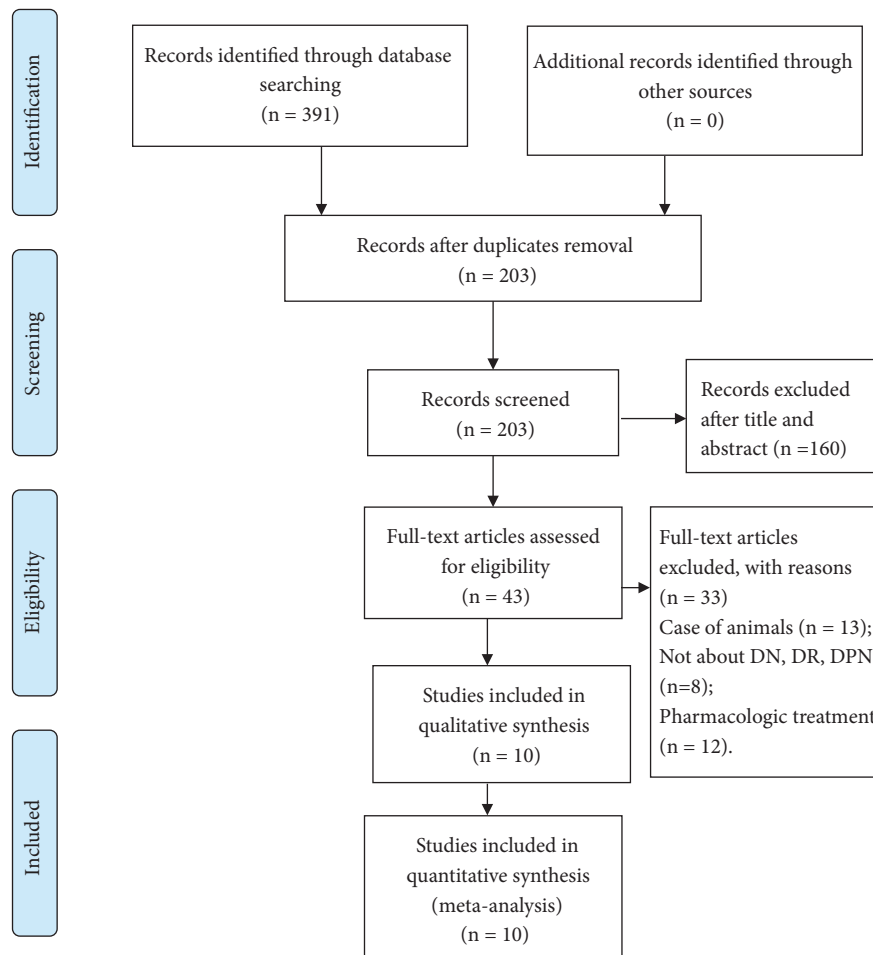 Identification
Records identified through database
searching
(n = 391)
Additional records identified through
other sources
(n = 0)
Records after duplicates removal
(n = 203)
Screening
Records screened
(n = 203)
Records excluded
after title and
abstract (n =160)
Eligibility
Full-text articles assessed
for eligibility
(n = 43)
Full-text articles
excluded, with reasons
(n = 33)
Case of animals (n = 13);
Not about DN, DR, DPN
(n=8);
Pharmacologic treatment
(n = 12).
Studies included in
qualitative synthesis
(n = 10)
Included
Studies included in
quantitative synthesis
(meta-analysis)
(n = 10)